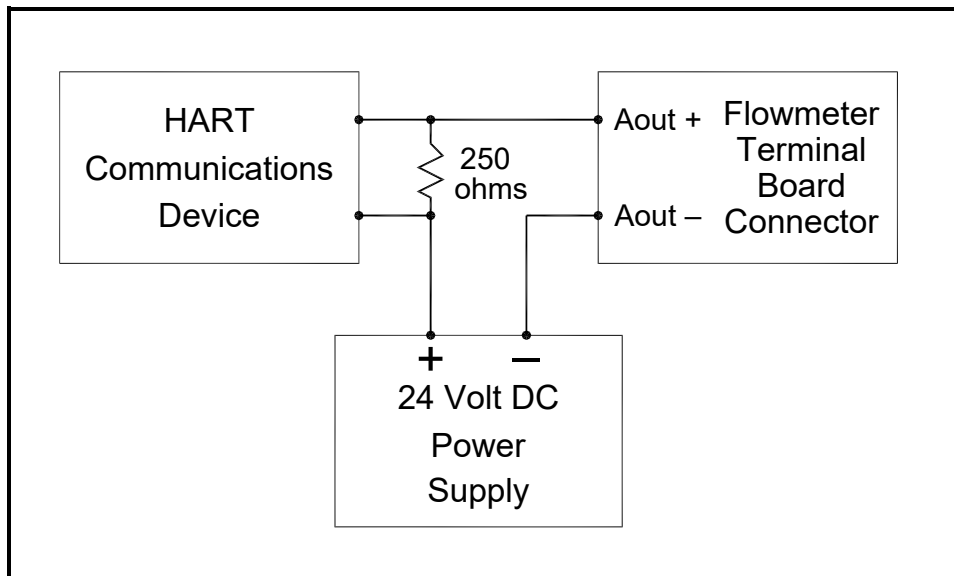 HART
Communications
Device
250
ohms
Aout +
Aout –
Flowmeter
Terminal
Board
Connector
+ –
24 Volt DC
Power
Supply